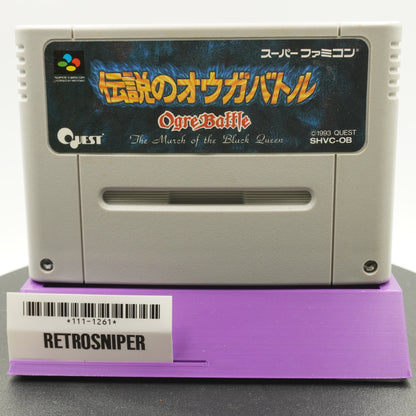 スーパーファミコン
伝説のオウガバトル
Ogre Battle
The March of the Black Queen
QUEST
©1993 QUEST
SHVC-OB
*111-1261*
RETROSNIPER